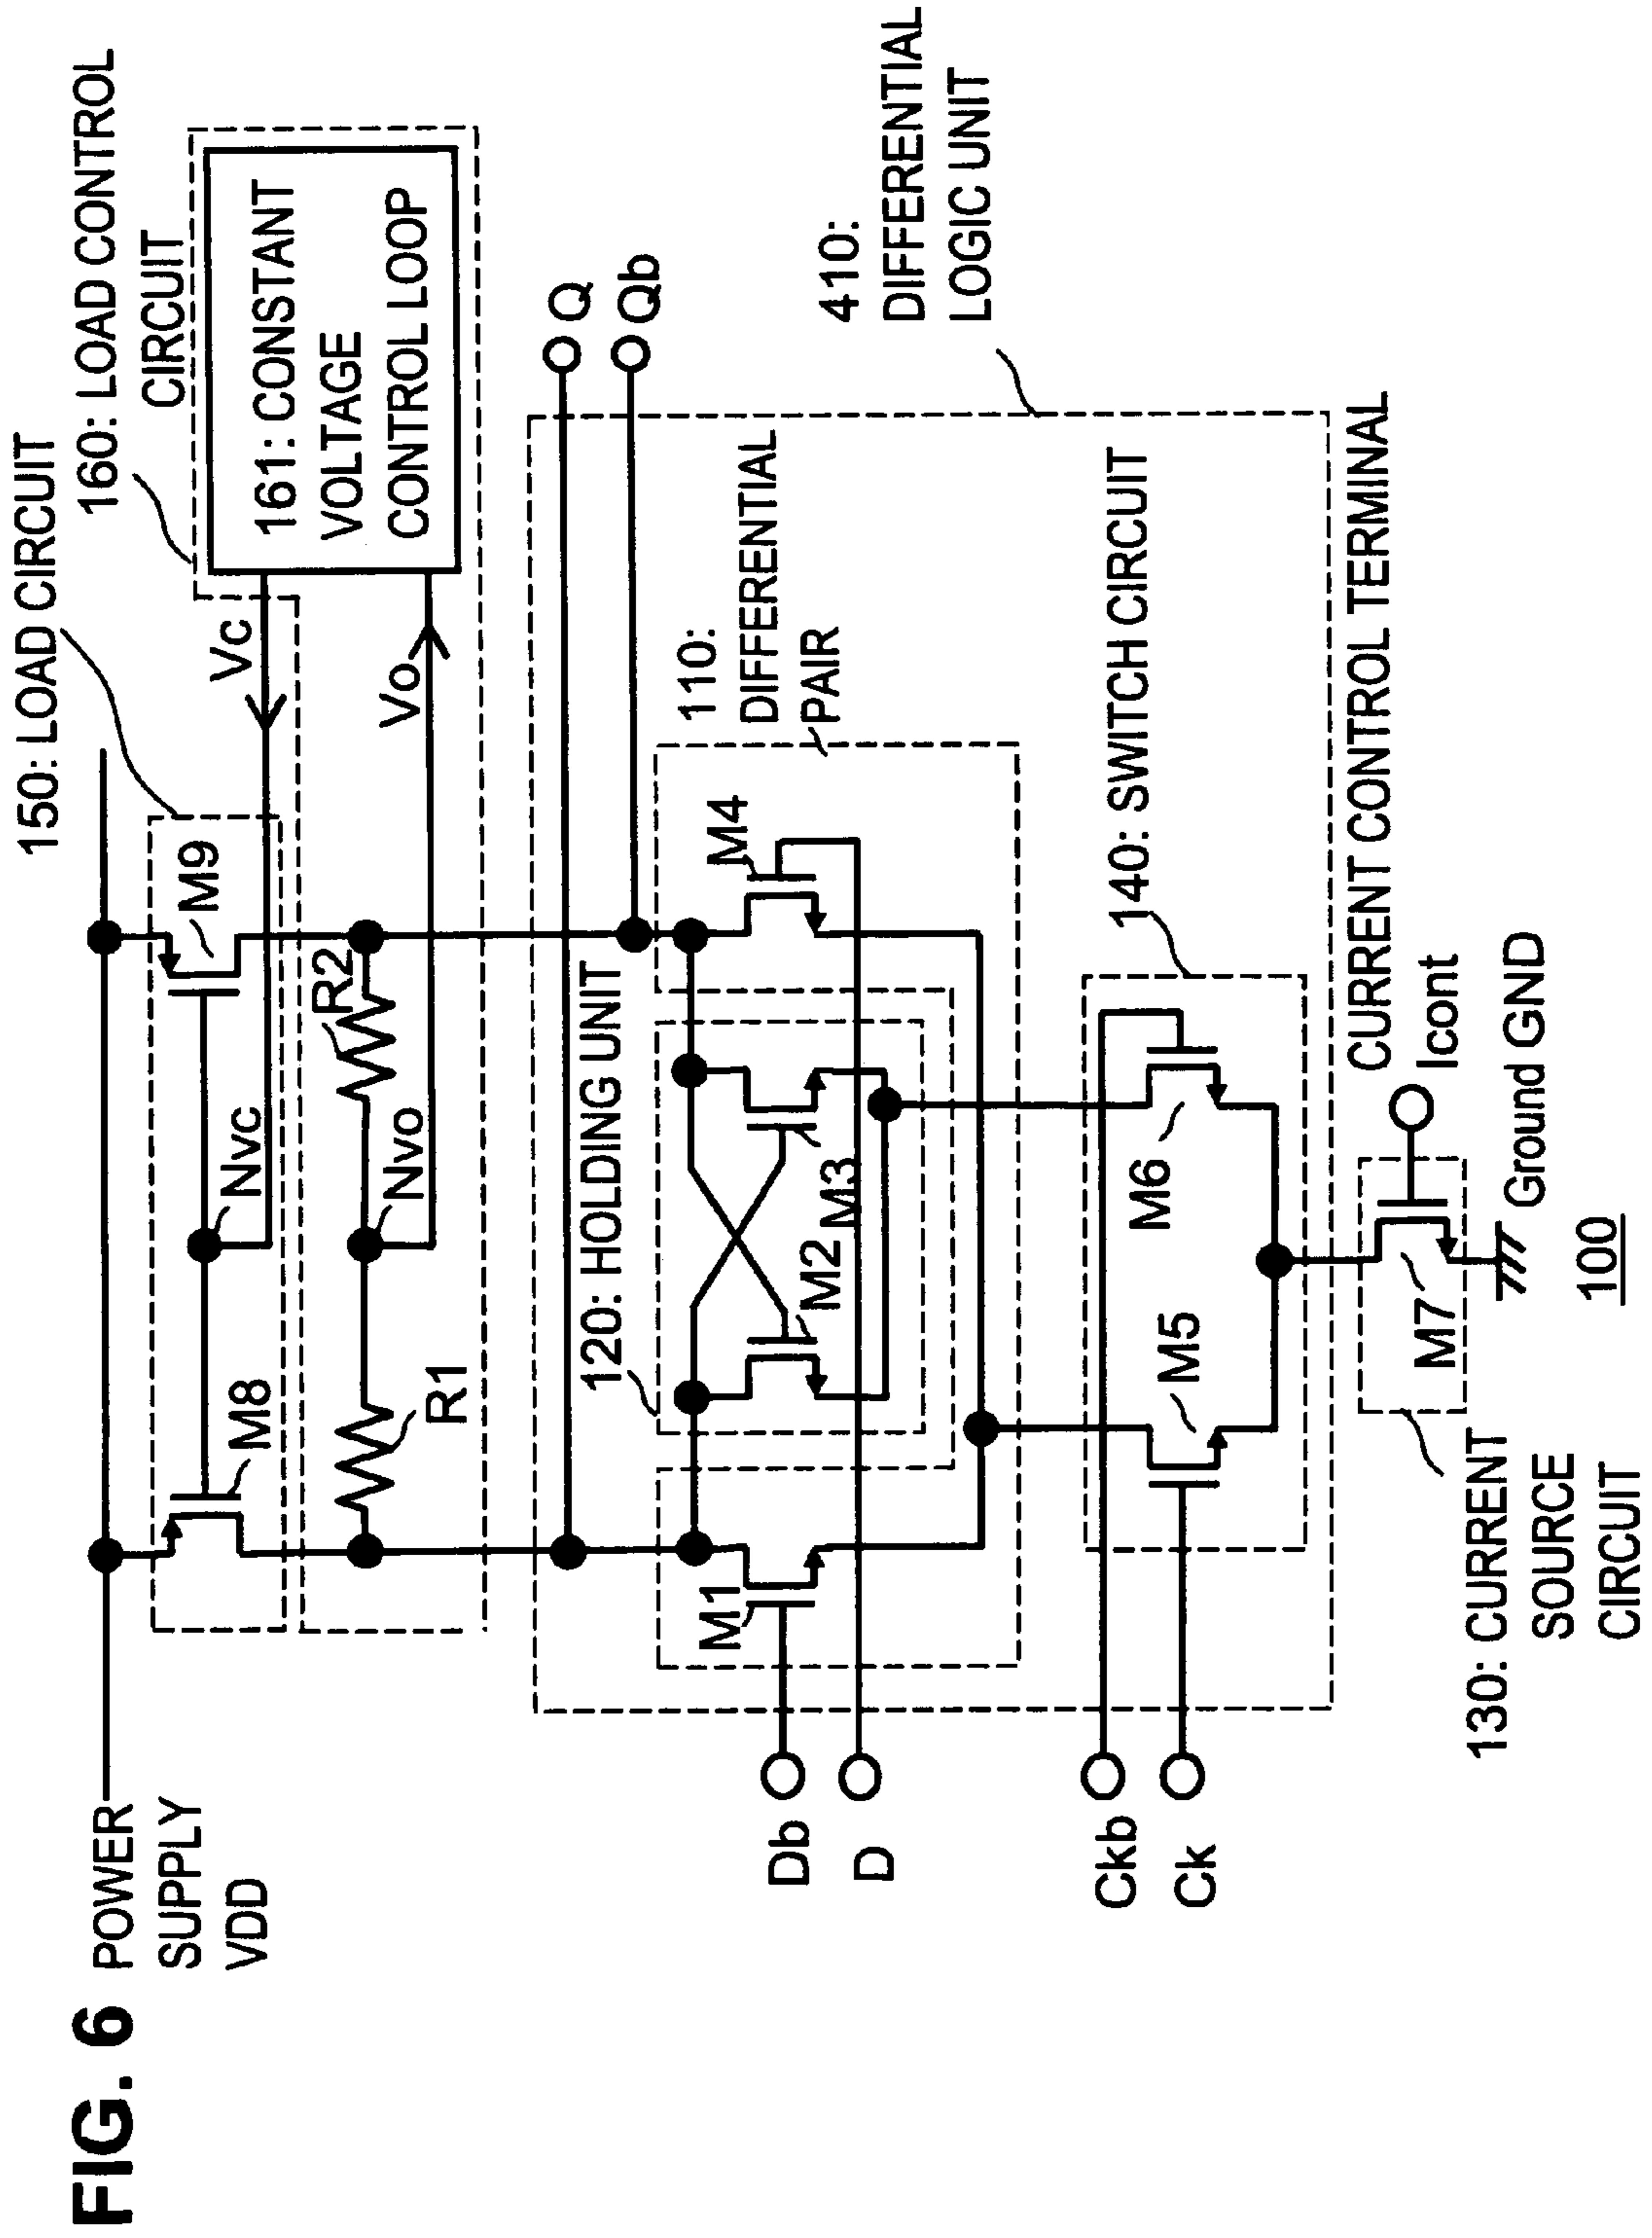 FIG. 6
POWER
SUPPLY
VDD
150: LOAD CIRCUIT
160: LOAD CONTROL
CIRCUIT
161: CONSTANT
VOLTAGE
CONTROL LOOP
M8
M9
Nvc
Vc
R1
R2
Nvo
Vo
Q
Qb
120: HOLDING UNIT
110:
DIFFERENTIAL
PAIR
410:
DIFFERENTIAL
LOGIC UNIT
M1
M2
M3
M4
Db
D
Ckb
Ck
M5
M6
140: SWITCH CIRCUIT
CURRENT CONTROL TERMINAL
Icont
M7
Ground GND
130: CURRENT
SOURCE
CIRCUIT
100